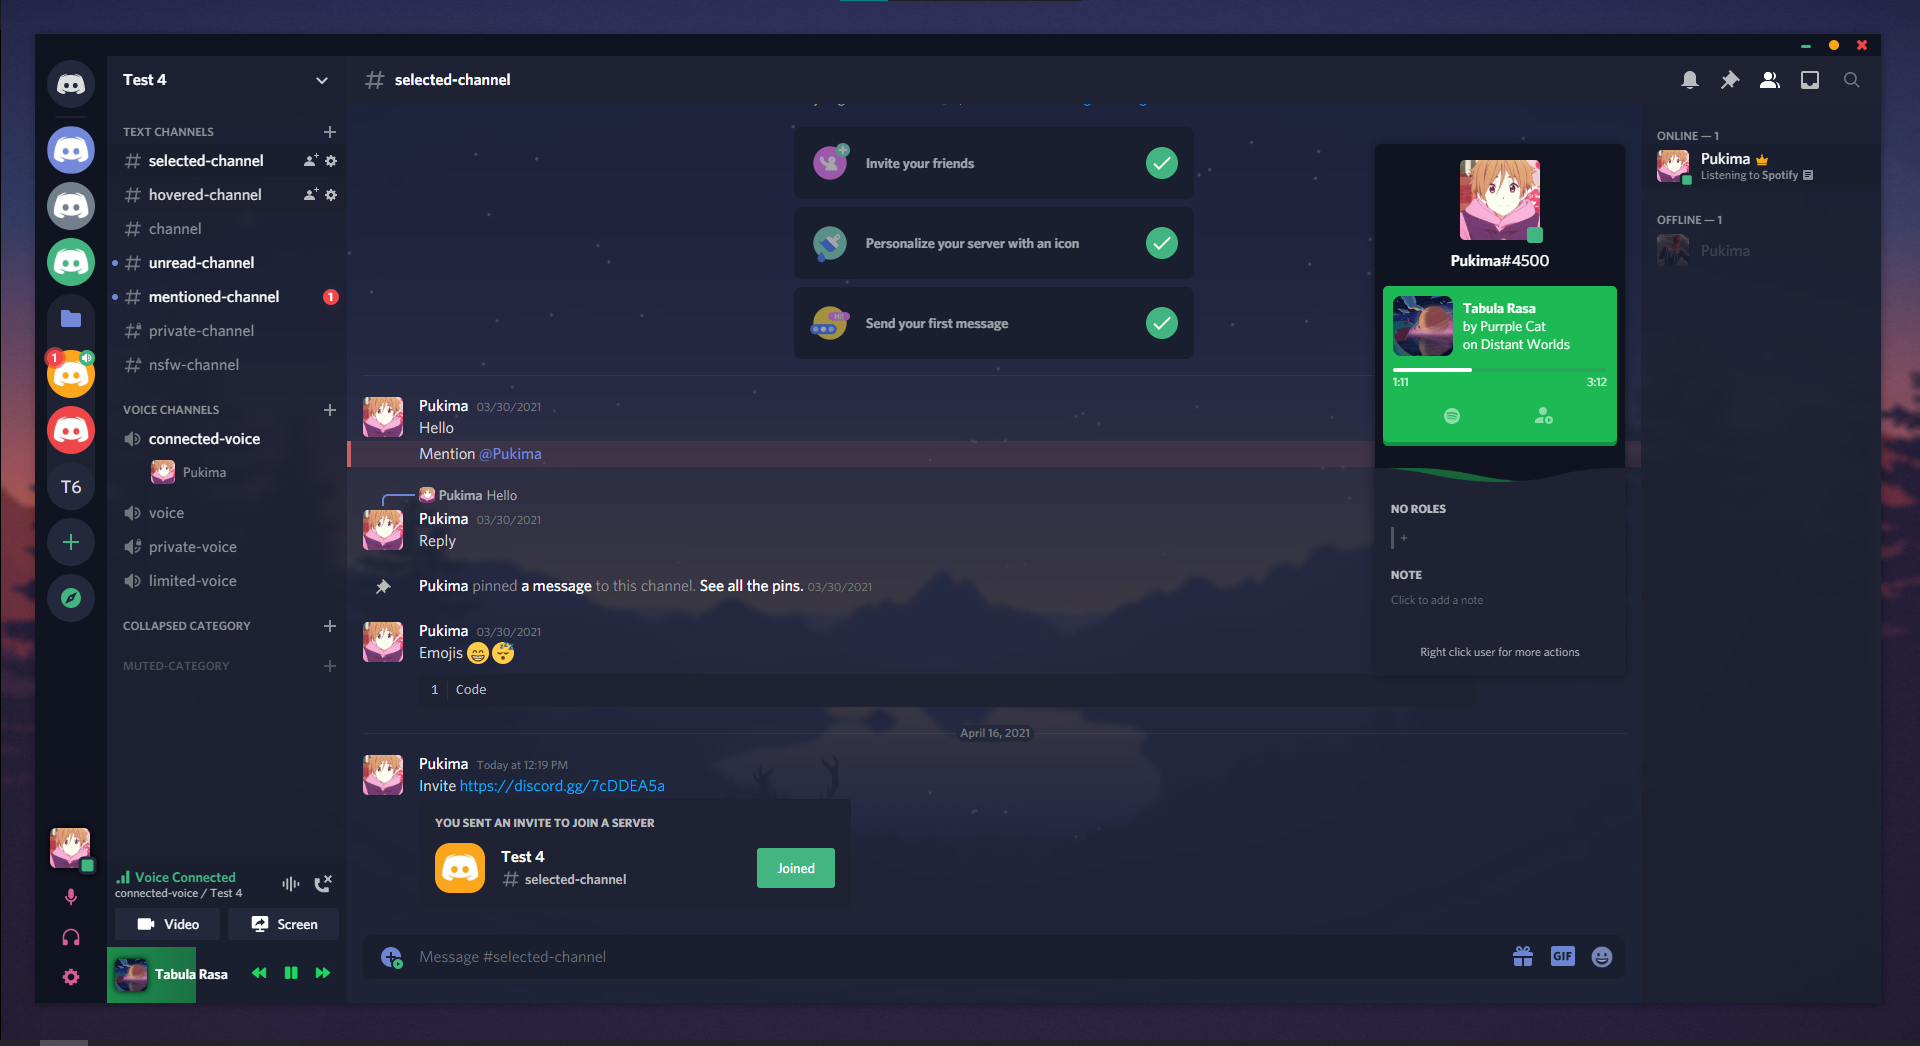 Test 4
TEXT CHANNELS
selected-channel
hovered-channel
channel
unread-channel
mentioned-channel 1
private-channel
nsfw-channel
1
VOICE CHANNELS
connected-voice
Pukima
T6
voice
private-voice
limited-voice
COLLAPSED CATEGORY
MUTED-CATEGORY
Voice Connected
connected-voice / Test 4
Video
Screen
Tabula Rasa
# selected-channel
Invite your friends
Personalize your server with an icon
Send your first message
Pukima 03/30/2021
Hello
Mention @Pukima
Pukima Hello
Pukima 03/30/2021
Reply
Pukima pinned a message to this channel. See all the pins. 03/30/2021
Pukima 03/30/2021
Emojis 😄 😴
1 Code
April 16, 2021
Pukima Today at 12:19 PM
Invite https://discord.gg/7cDDEA5a
YOU SENT AN INVITE TO JOIN A SERVER
Test 4
# selected-channel
Joined
Message #selected-channel
GIF
Pukima#4500
Tabula Rasa
by Purrple Cat
on Distant Worlds
1:11 3:12
NO ROLES
+
NOTE
Click to add a note
Right click user for more actions
ONLINE — 1
Pukima
Listening to Spotify
OFFLINE — 1
Pukima